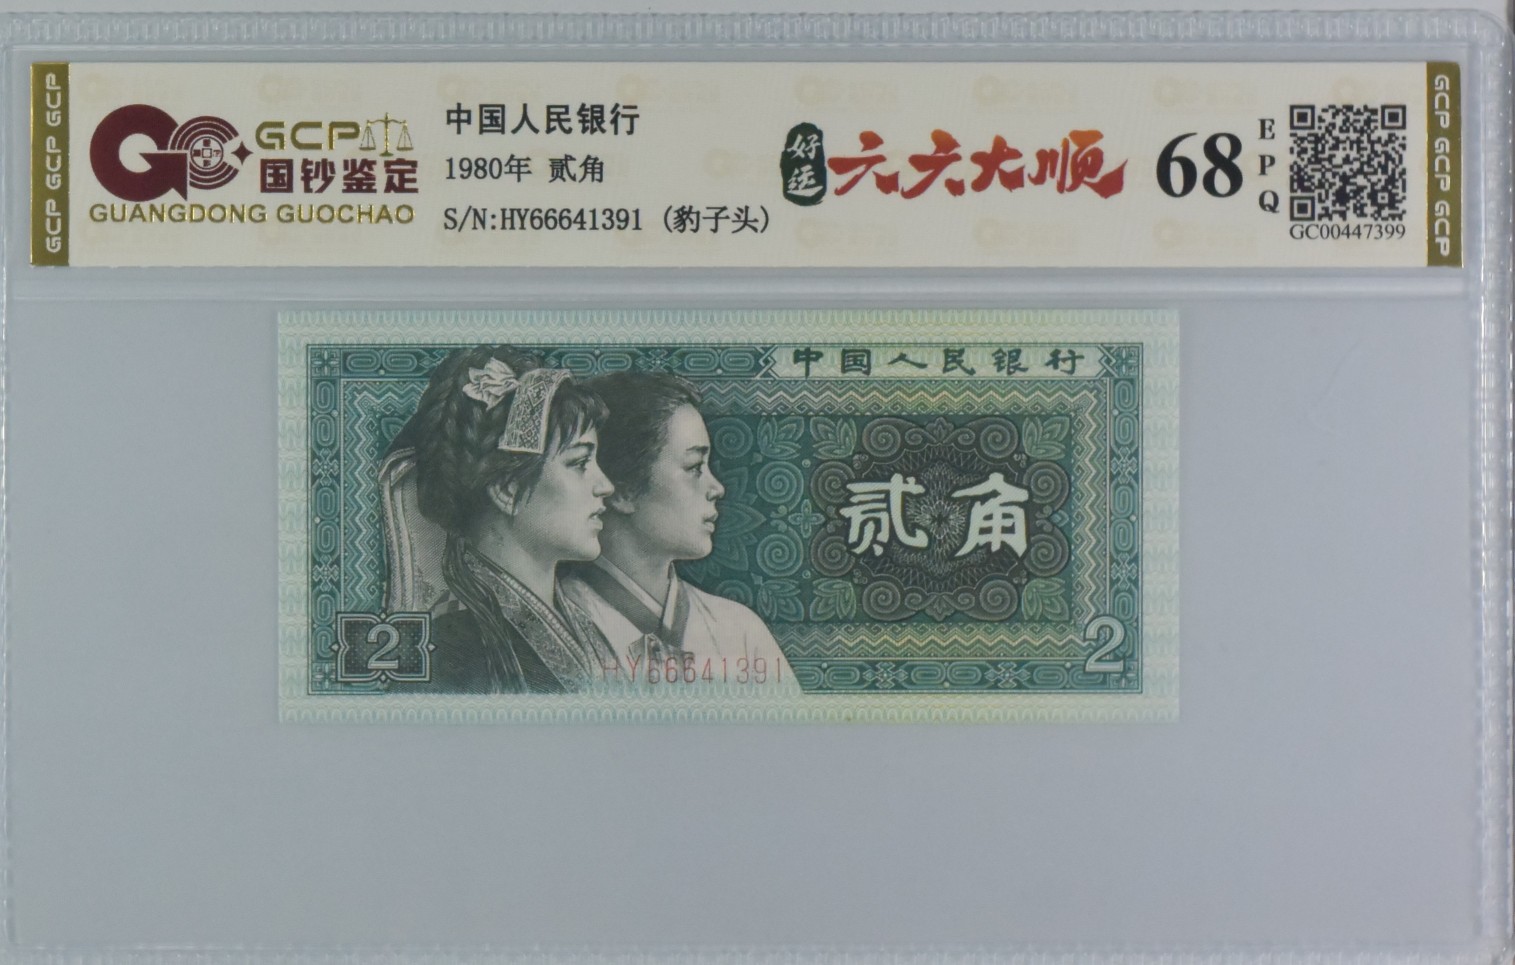 GCP GCP GCP
GCP
国钞鉴定
GUANGDONG GUOCHAO
中国人民银行
1980年 贰角
S/N:HY66641391 (豹子头)
好运
六六大顺
68
EPQ
GC00447399
GCP GCP GCP
中国人民银行
贰角
2
2
HY66641391